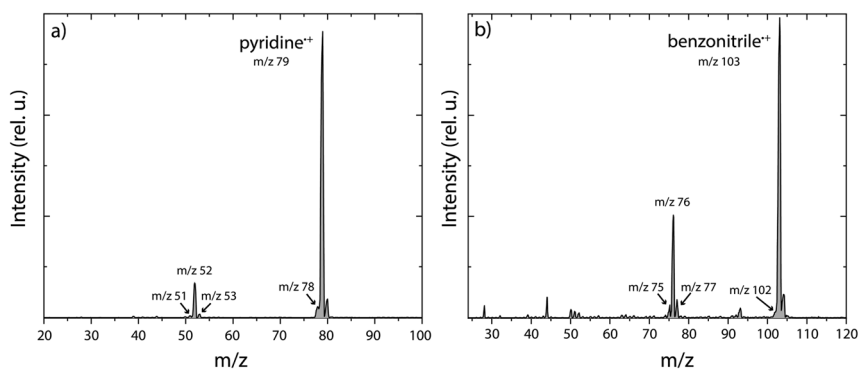 a)
pyridine•+
m/z 79
m/z 52
m/z 51
m/z 53
m/z 78
Intensity (rel. u.)
20 30 40 50 60 70 80 90 100
m/z
b)
benzonitrile•+
m/z 103
m/z 76
m/z 75
m/z 77
m/z 102
Intensity (rel. u.)
30 40 50 60 70 80 90 100 110 120
m/z